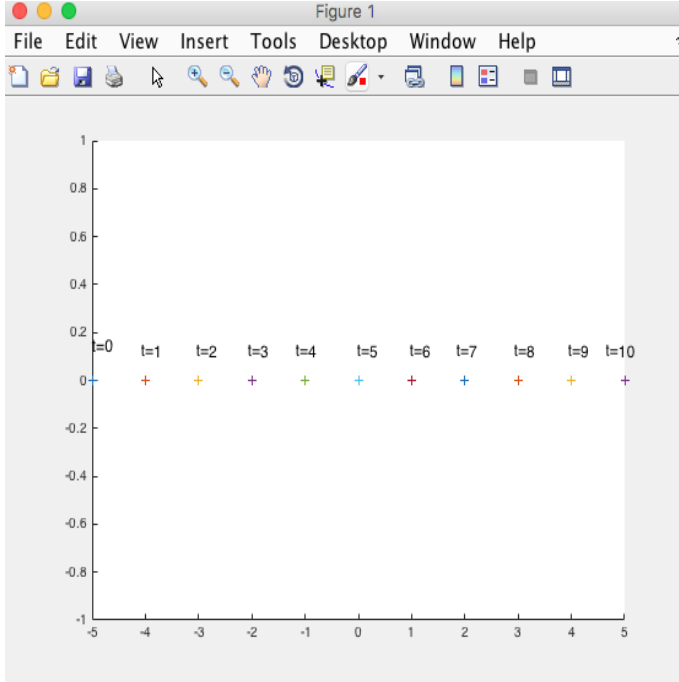 Figure 1
File Edit View Insert Tools Desktop Window Help
1
0.8
0.6
0.4
0.2
t=0 t=1 t=2 t=3 t=4 t=5 t=6 t=7 t=8 t=9 t=10
0
-0.2
-0.4
-0.6
-0.8
-1
-5 -4 -3 -2 -1 0 1 2 3 4 5